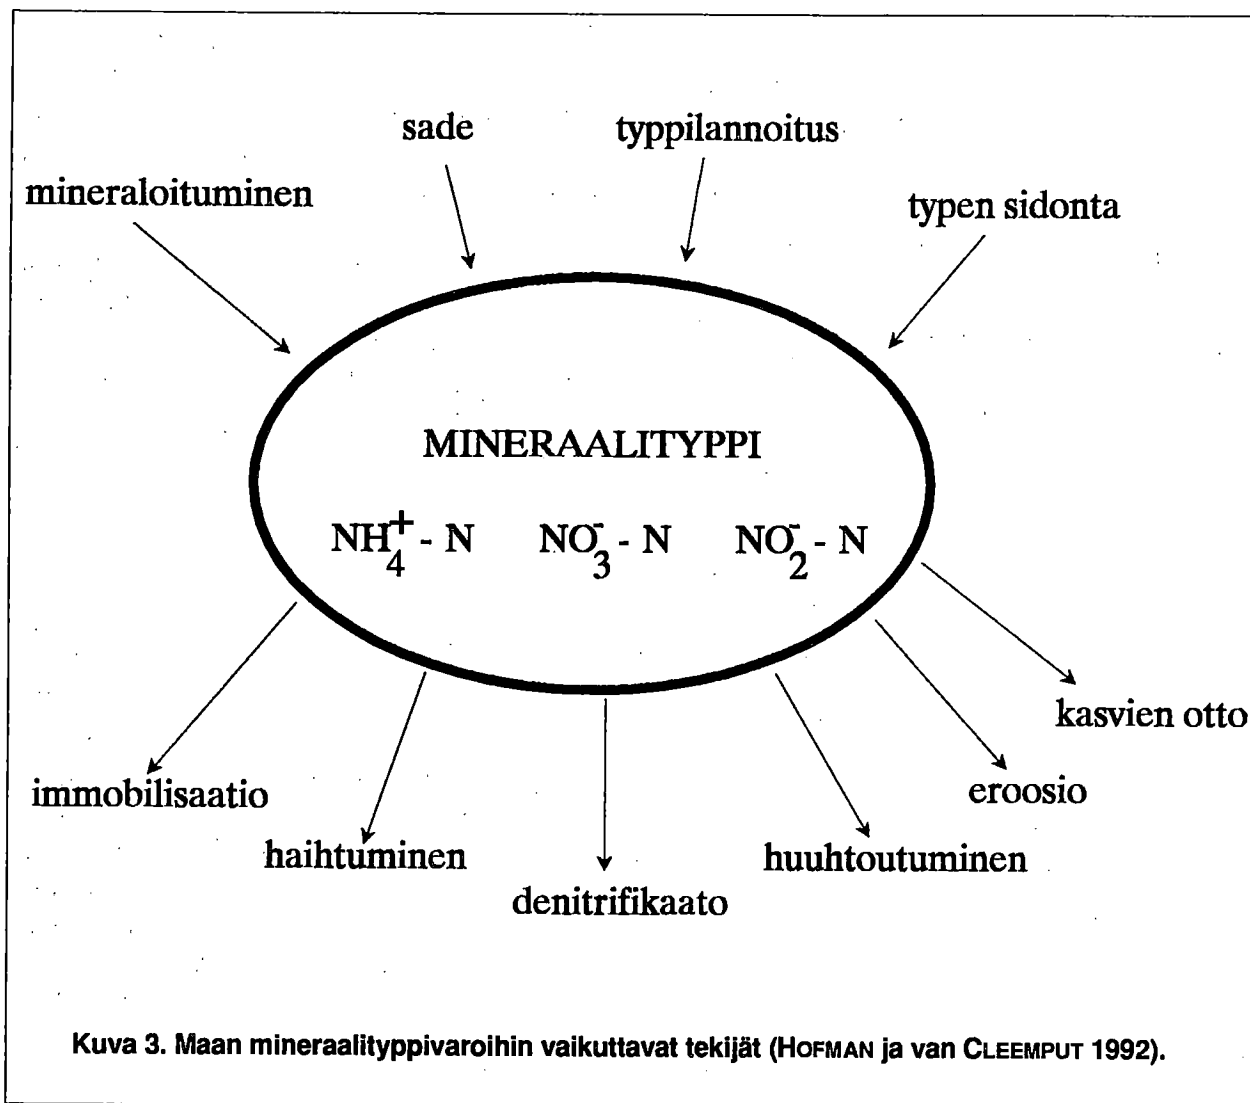 sade
typpilannoitus
mineraloituminen
typen sidonta
MINERAALITYPPI
NH₄⁺ - N NO₃⁻ - N NO₂⁻ - N
kasvien otto
immobilisaatio
eroosio
haihtuminen
huuhtoutuminen
denitrifikaato
Kuva 3. Maan mineraalityppivaroihin vaikuttavat tekijät (HOFMAN ja van CLEEMPUT 1992).